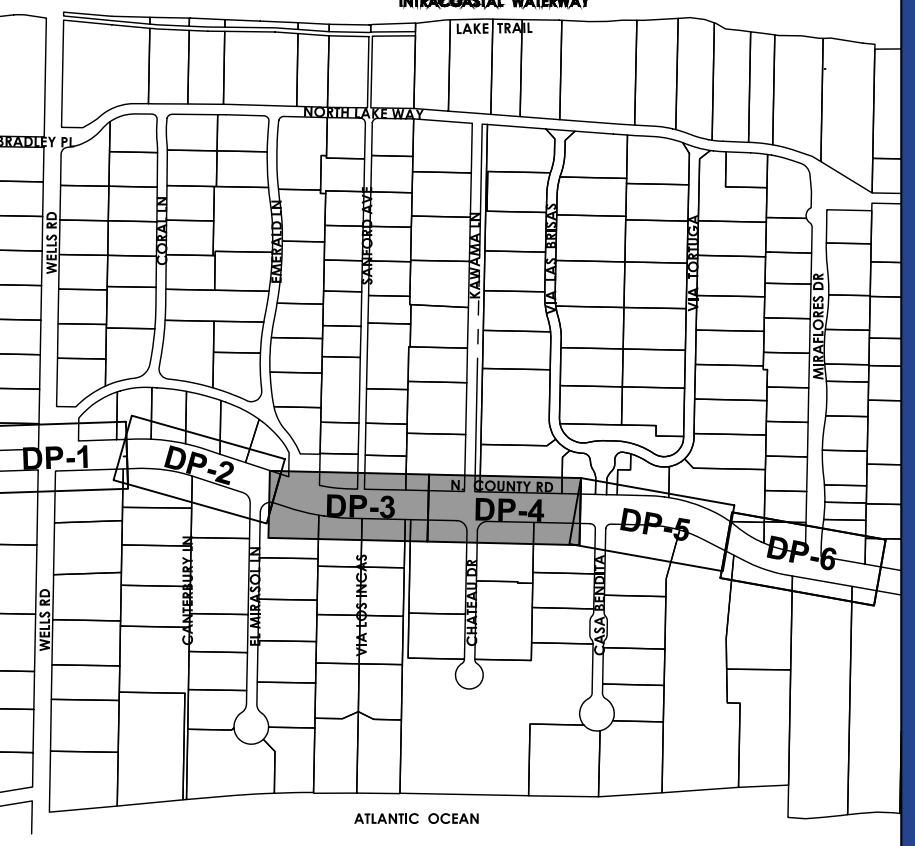 INTRACOASTAL WATERWAY
LAKE TRAIL
NORTH LAKE WAY
BRADLEY PL
WELLS RD
CORAL LN
EMERALD LN
SANFORD AVE
KAWAMA LN
VIA LAS BRISAS
VIA TORTUGA
MIRAFLORES DR
DP-1
DP-2
DP-3
N. COUNTY RD
DP-4
DP-5
DP-6
WELLS RD
CANTERBURY LN
EL MIRASOL LN
VIA LOS INCAS
CHATEAU DR
CASA BENDITA
ATLANTIC OCEAN